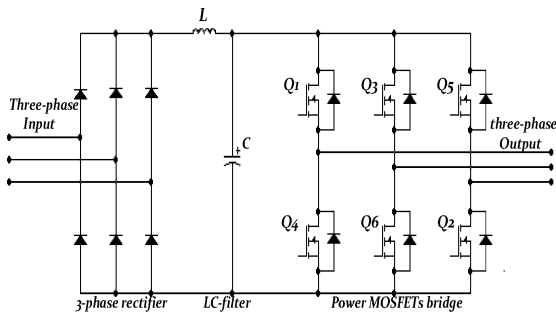 L
Q1
Q3
Q5
Three-phase
Input
C
three-phase
Output
Q4
Q6
Q2
3-phase rectifier
LC-filter
Power MOSFETs bridge